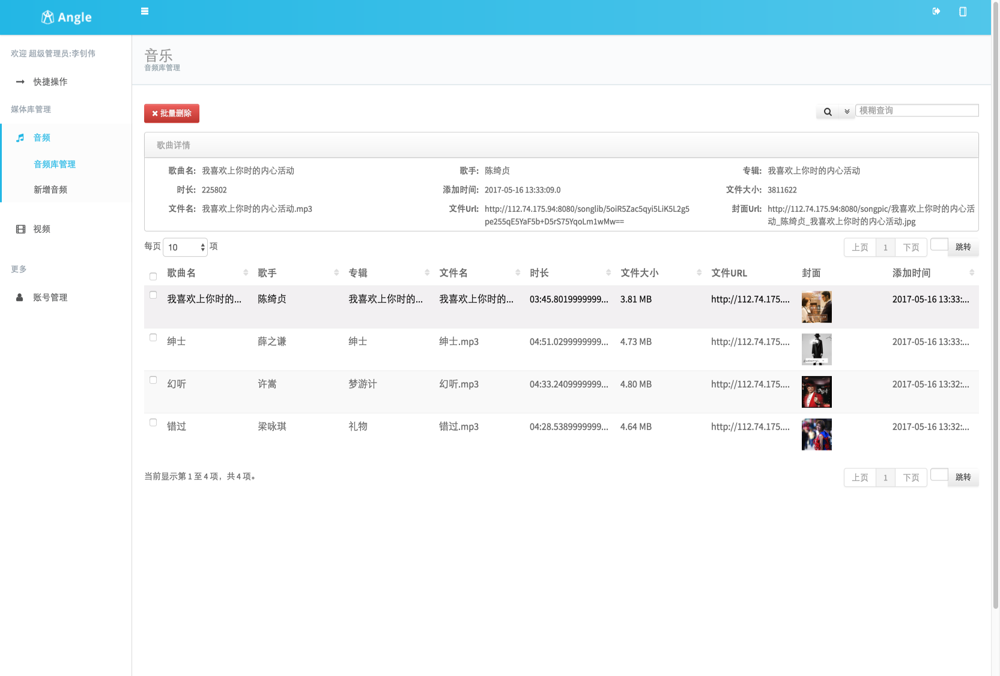 Angle
欢迎 超级管理员:李钊伟
快捷操作
媒体库管理
音频
音频库管理
新增音频
视频
更多
账号管理
音乐
音频库管理
批量删除
模糊查询
歌曲详情
歌曲名: 我喜欢上你时的内心活动 歌手: 陈绮贞 专辑: 我喜欢上你时的内心活动
时长: 225802 添加时间: 2017-05-16 13:33:09.0 文件大小: 3811622
文件名: 我喜欢上你时的内心活动.mp3 文件Url: http://112.74.175.94:8080/songlib/5oiR5Zac5qyi5LiK5L2g5 封面Url: http://112.74.175.94:8080/songpic/我喜欢上你时的内心活
pe255qE5YaF5b+D5rS75YqoLm1wMw== 动_陈绮贞_我喜欢上你时的内心活动.jpg
每页 10 项 上页 1 下页 跳转
歌曲名 歌手 专辑 文件名 时长 文件大小 文件URL 封面 添加时间
我喜欢上你时的... 陈绮贞 我喜欢上你时的... 我喜欢上你时的... 03:45.8019999999... 3.81 MB http://112.74.175.... 2017-05-16 13:33:...
绅士 薛之谦 绅士 绅士.mp3 04:51.0299999999... 4.73 MB http://112.74.175.... 2017-05-16 13:33:...
幻听 许嵩 梦游计 幻听.mp3 04:33.2409999999... 4.80 MB http://112.74.175.... 2017-05-16 13:32:...
错过 梁咏琪 礼物 错过.mp3 04:28.5389999999... 4.64 MB http://112.74.175.... 2017-05-16 13:32:...
当前显示第 1 至 4 项，共 4 项。 上页 1 下页 跳转